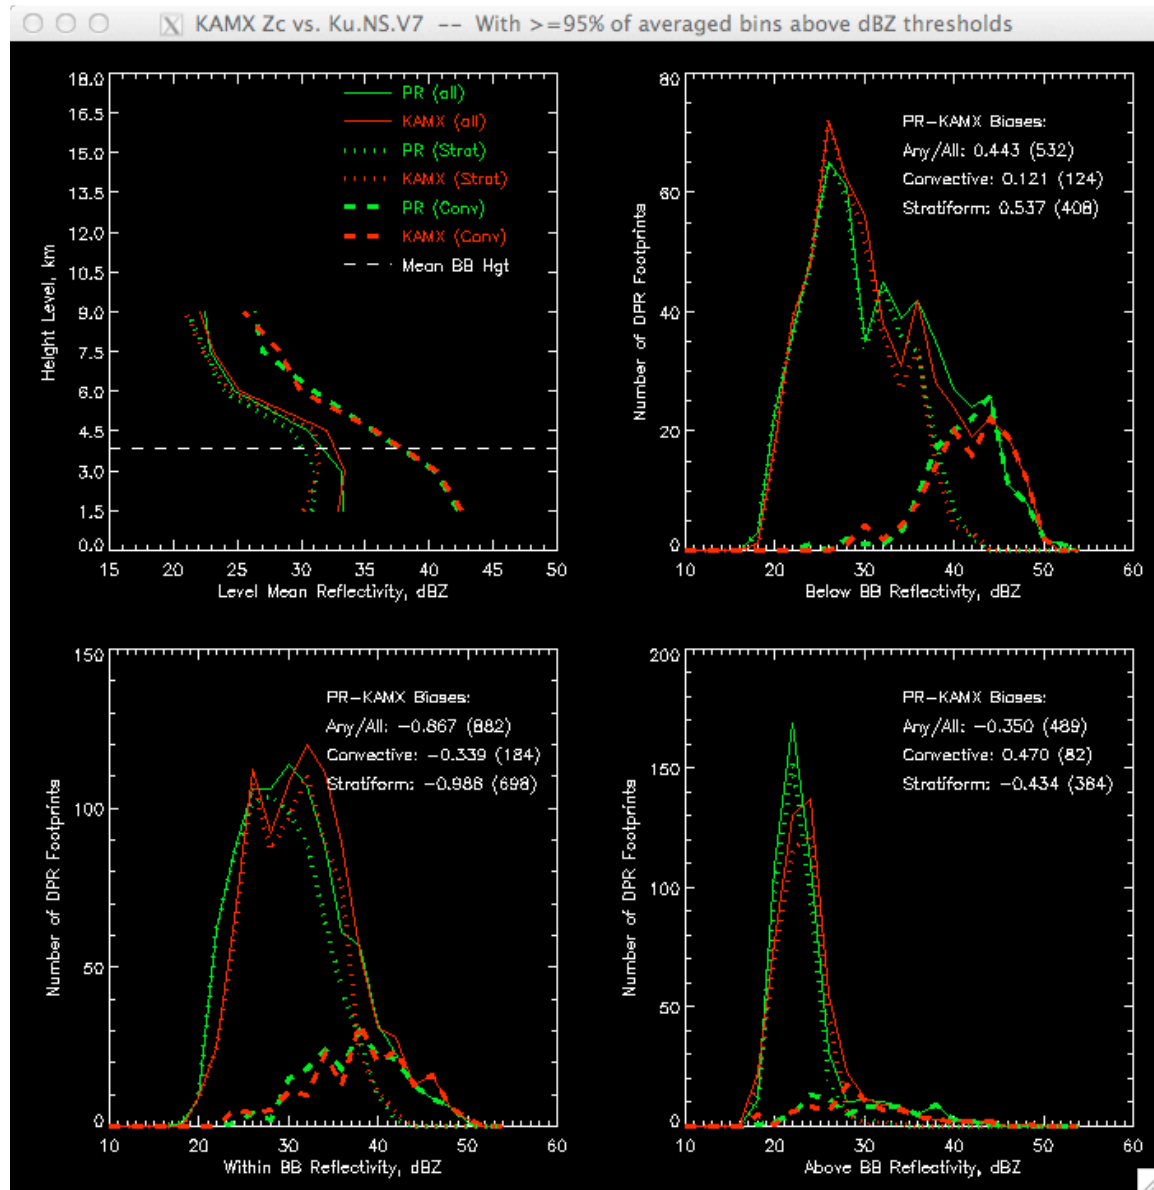 KAMX Zc vs. Ku.NS.V7 -- With >=95% of averaged bins above dBZ thresholds
18.0
16.5
15.0
13.5
12.0
10.5
9.0
7.5
6.0
4.5
3.0
1.5
0.0
Height Level, km
PR (all)
KAMX (all)
PR (Strat)
KAMX (Strat)
PR (Conv)
KAMX (Conv)
Mean BB Hgt
15 20 25 30 35 40 45 50
Level Mean Reflectivity, dBZ
80
60
40
20
0
Number of DPR Footprints
PR-KAMX Biases:
Any/All: 0.443 (532)
Convective: 0.121 (124)
Stratiform: 0.537 (408)
10 20 30 40 50 60
Below BB Reflectivity, dBZ
150
100
50
0
Number of DPR Footprints
PR-KAMX Biases:
Any/All: -0.867 (882)
Convective: -0.339 (184)
Stratiform: -0.986 (698)
10 20 30 40 50 60
Within BB Reflectivity, dBZ
200
150
100
50
0
Number of DPR Footprints
PR-KAMX Biases:
Any/All: -0.350 (489)
Convective: 0.470 (82)
Stratiform: -0.434 (364)
10 20 30 40 50 60
Above BB Reflectivity, dBZ